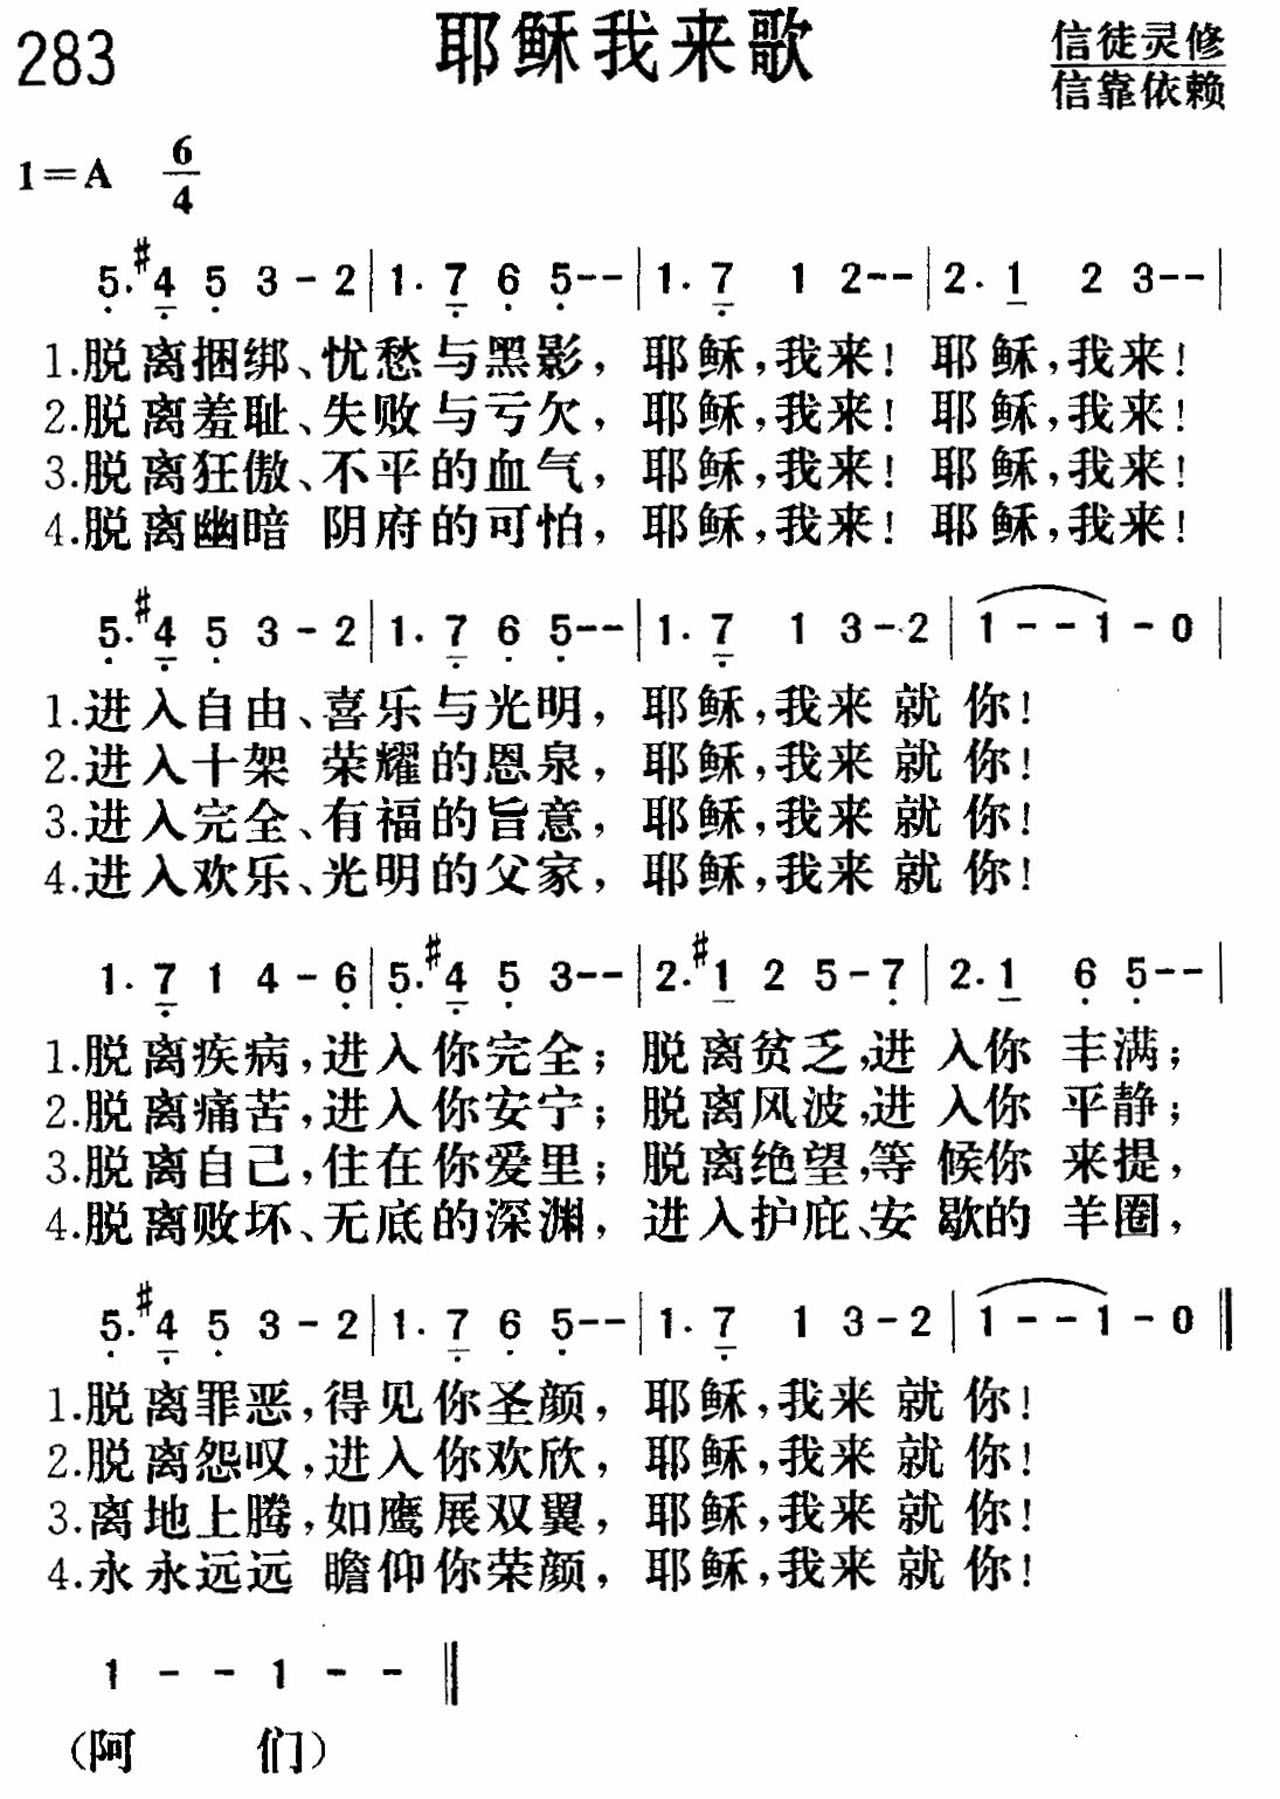 283
耶稣我来歌
信徒灵修
信靠依赖
1=A 6/4
5. #4 5 3 - 2 | 1. 7 6 5 - - | 1. 7 1 2 - - | 2. 1 2 3 - - |
1.脱离捆绑、忧愁与黑影，耶稣，我来！耶稣，我来！
2.脱离羞耻、失败与亏欠，耶稣，我来！耶稣，我来！
3.脱离狂傲、不平的血气，耶稣，我来！耶稣，我来！
4.脱离幽暗 阴府的可怕，耶稣，我来！耶稣，我来！
5. #4 5 3 - 2 | 1. 7 6 5 - - | 1. 7 1 3 - 2 | 1 - - 1 - 0 |
1.进入自由、喜乐与光明，耶稣，我来就你！
2.进入十架 荣耀的恩泉，耶稣，我来就你！
3.进入完全、有福的旨意，耶稣，我来就你！
4.进入欢乐、光明的父家，耶稣，我来就你！
1. 7 1 4 - 6 | 5. #4 5 3 - - | 2. #1 2 5 - 7 | 2. 1 6 5 - - |
1.脱离疾病，进入你完全；脱离贫乏，进入你丰满；
2.脱离痛苦，进入你安宁；脱离风波，进入你平静；
3.脱离自己，住在你爱里；脱离绝望，等候你来提，
4.脱离败坏、无底的深渊，进入护庇、安歇的羊圈，
5. #4 5 3 - 2 | 1. 7 6 5 - - | 1. 7 1 3 - 2 | 1 - - 1 - 0 ‖
1.脱离罪恶，得见你圣颜，耶稣，我来就你！
2.脱离怨叹，进入你欢欣，耶稣，我来就你！
3.离地上腾，如鹰展双翼，耶稣，我来就你！
4.永永远远 瞻仰你荣颜，耶稣，我来就你！
1 - - 1 - - ‖
（阿 们）